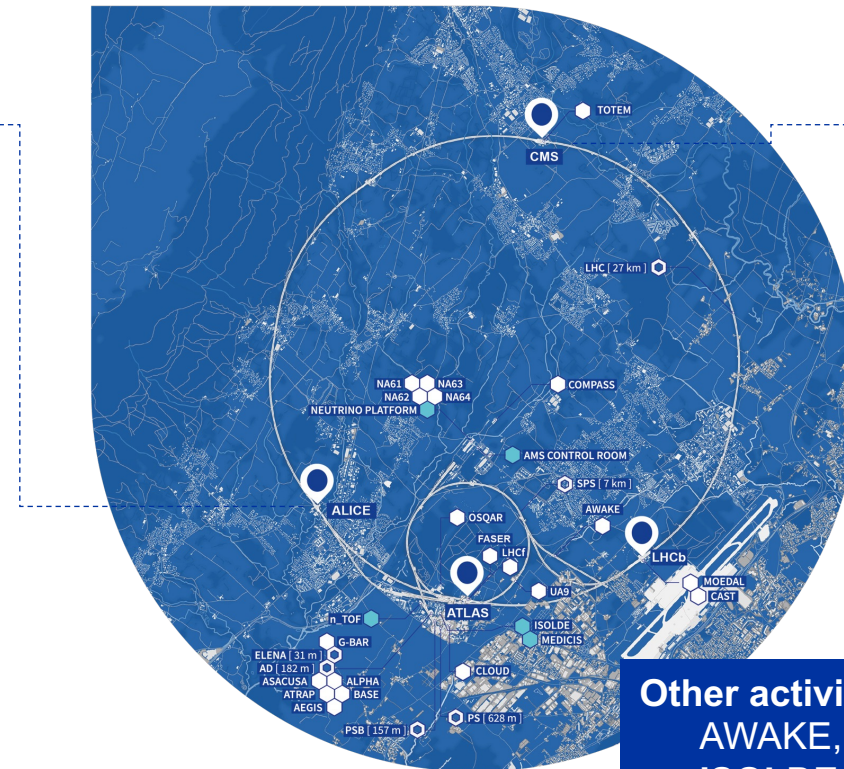 TOTEM
CMS
LHC [ 27 km ]
NA61 NA63
NA62 NA64
NEUTRINO PLATFORM
COMPASS
AMS CONTROL ROOM
SPS [ 7 km ]
ALICE
OSQAR
AWAKE
FASER
LHCf
LHCb
UA9
MOEDAL
CAST
ATLAS
n_TOF
ISOLDE
MEDICIS
G-BAR
ELENA [ 31 m ]
AD [ 182 m ]
ASACUSA ALPHA
ATRAP BASE
AEGIS
CLOUD
PS [ 628 m ]
PSB [ 157 m ]
Other activi
AWAKE,